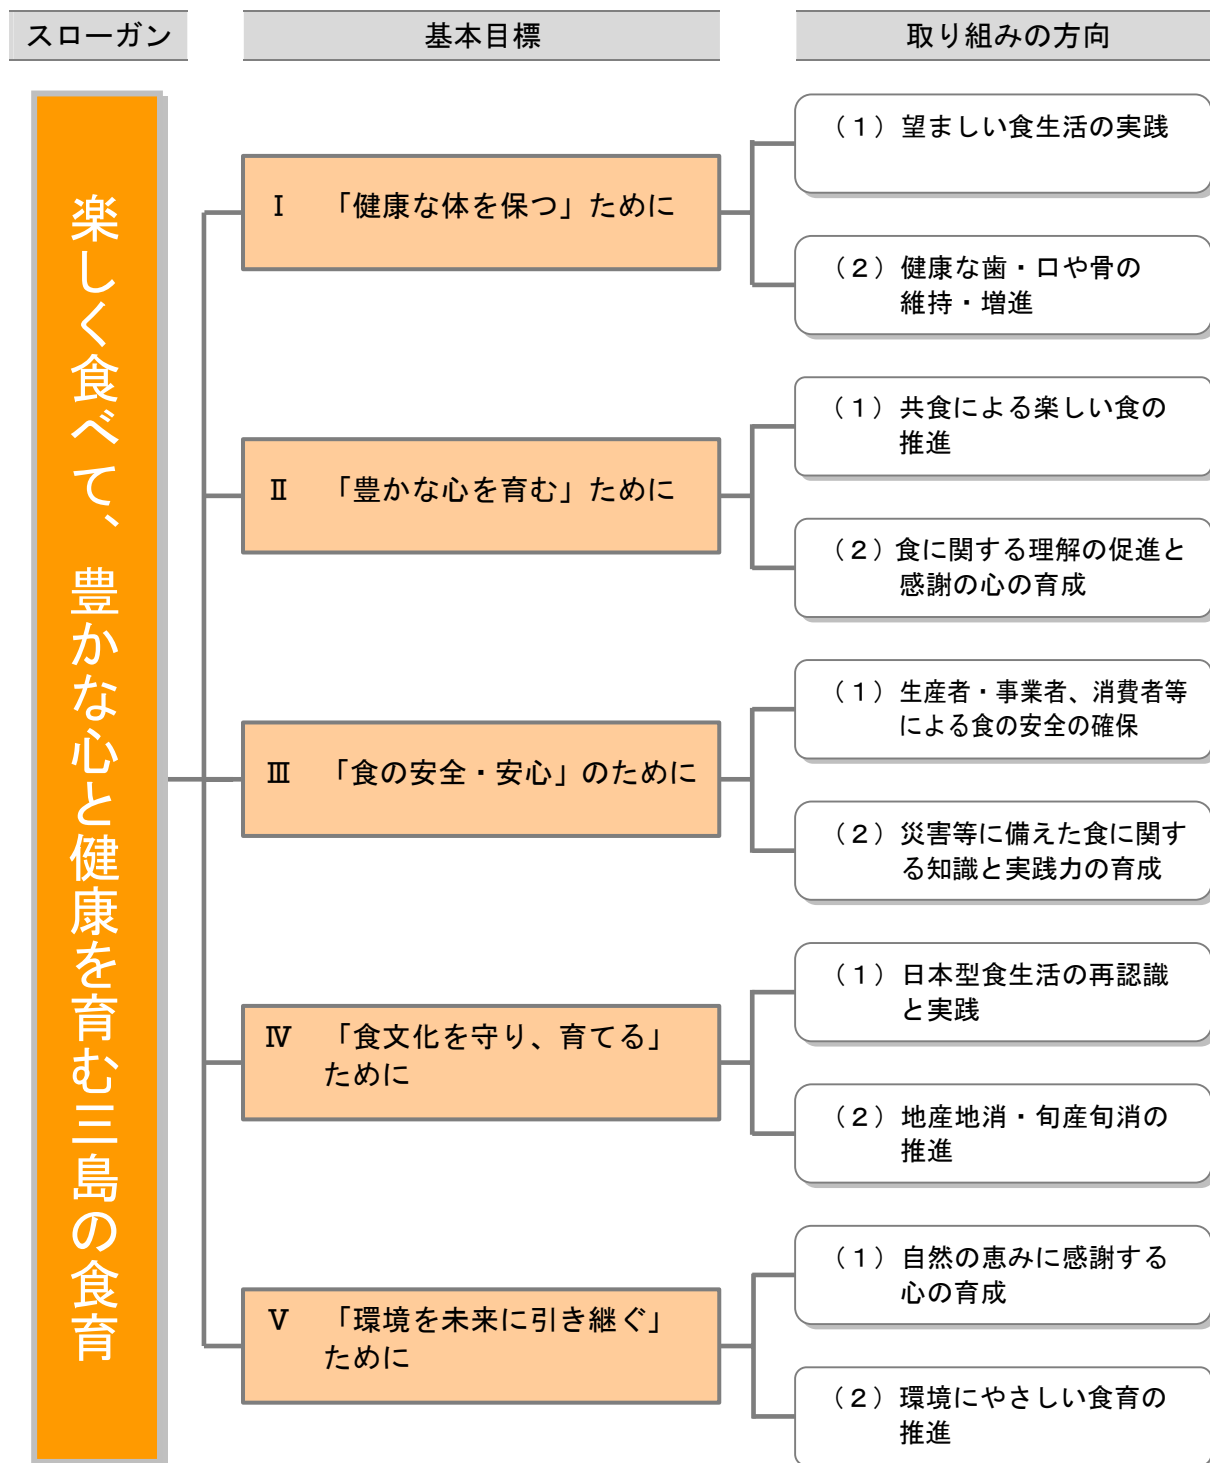 スローガン
基本目標
取り組みの方向
楽しく食べて、豊かな心と健康を育む三島の食育
Ⅰ 「健康な体を保つ」ために
（１）望ましい食生活の実践
（２）健康な歯・口や骨の
維持・増進
Ⅱ 「豊かな心を育む」ために
（１）共食による楽しい食の
推進
（２）食に関する理解の促進と
感謝の心の育成
Ⅲ 「食の安全・安心」のために
（１）生産者・事業者、消費者等
による食の安全の確保
（２）災害等に備えた食に関す
る知識と実践力の育成
Ⅳ 「食文化を守り、育てる」
ために
（１）日本型食生活の再認識
と実践
（２）地産地消・旬産旬消の
推進
Ⅴ 「環境を未来に引き継ぐ」
ために
（１）自然の恵みに感謝する
心の育成
（２）環境にやさしい食育の
推進